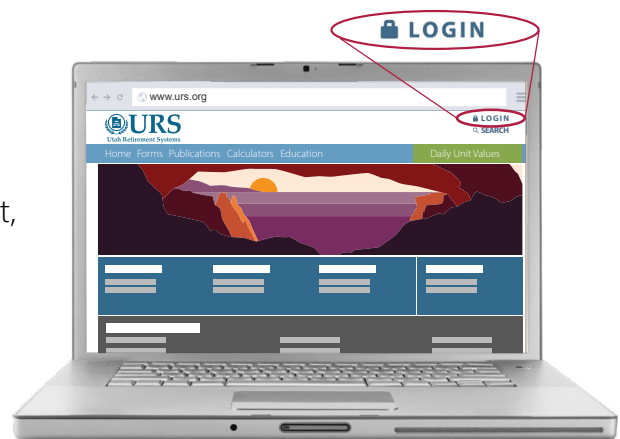 LOGIN
www.urs.org
URS
Utah Retirement Systems
LOGIN
SEARCH
Home Forms Publications Calculators Education
Daily Unit Values
t,